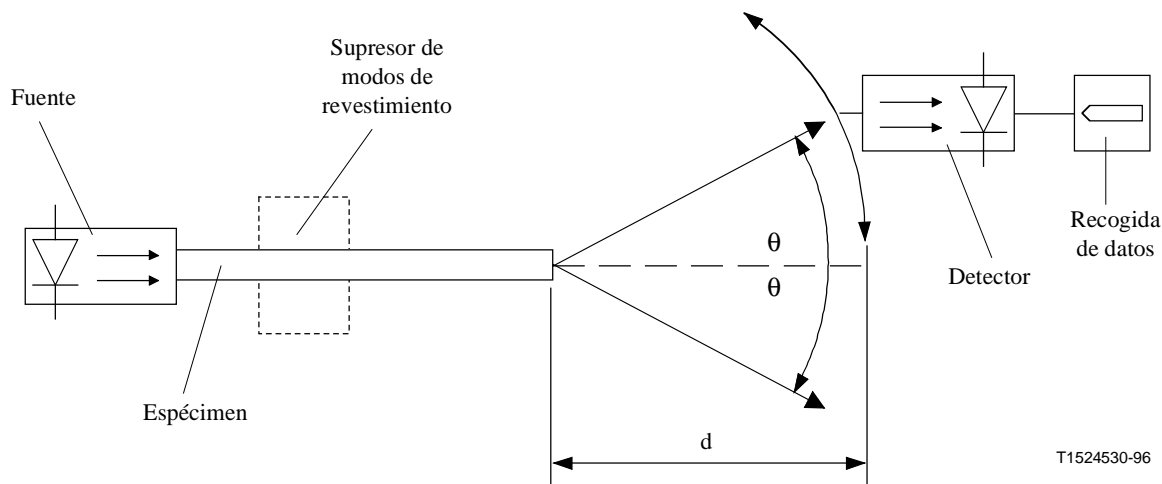 Supresor de
modos de
revestimiento
Fuente
θ
θ
Recogida
de datos
Detector
Espécimen
d
T1524530-96